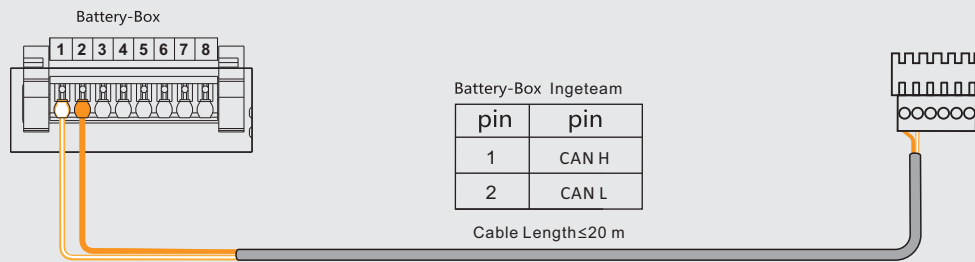 Battery-Box
1 2 3 4 5 6 7 8
Battery-Box Ingeteam
pin pin
1 CAN H
2 CAN L
Cable Length≤20 m